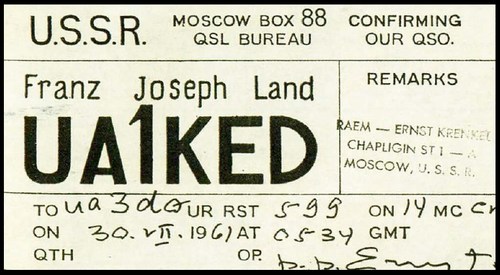 U.S.S.R. MOSCOW BOX 88 CONFIRMING
QSL BUREAU OUR QSO.
Franz Joseph Land
UA1KED
REMARKS
RAEM — ERNST KRENKEL
CHAPLIGIN ST 1 —
MOSCOW, U. S. S. R.
TO ua3da UR RST 599 ON 14 MC
ON 30. VII. 1961 AT 0534 GMT
QTH OP.